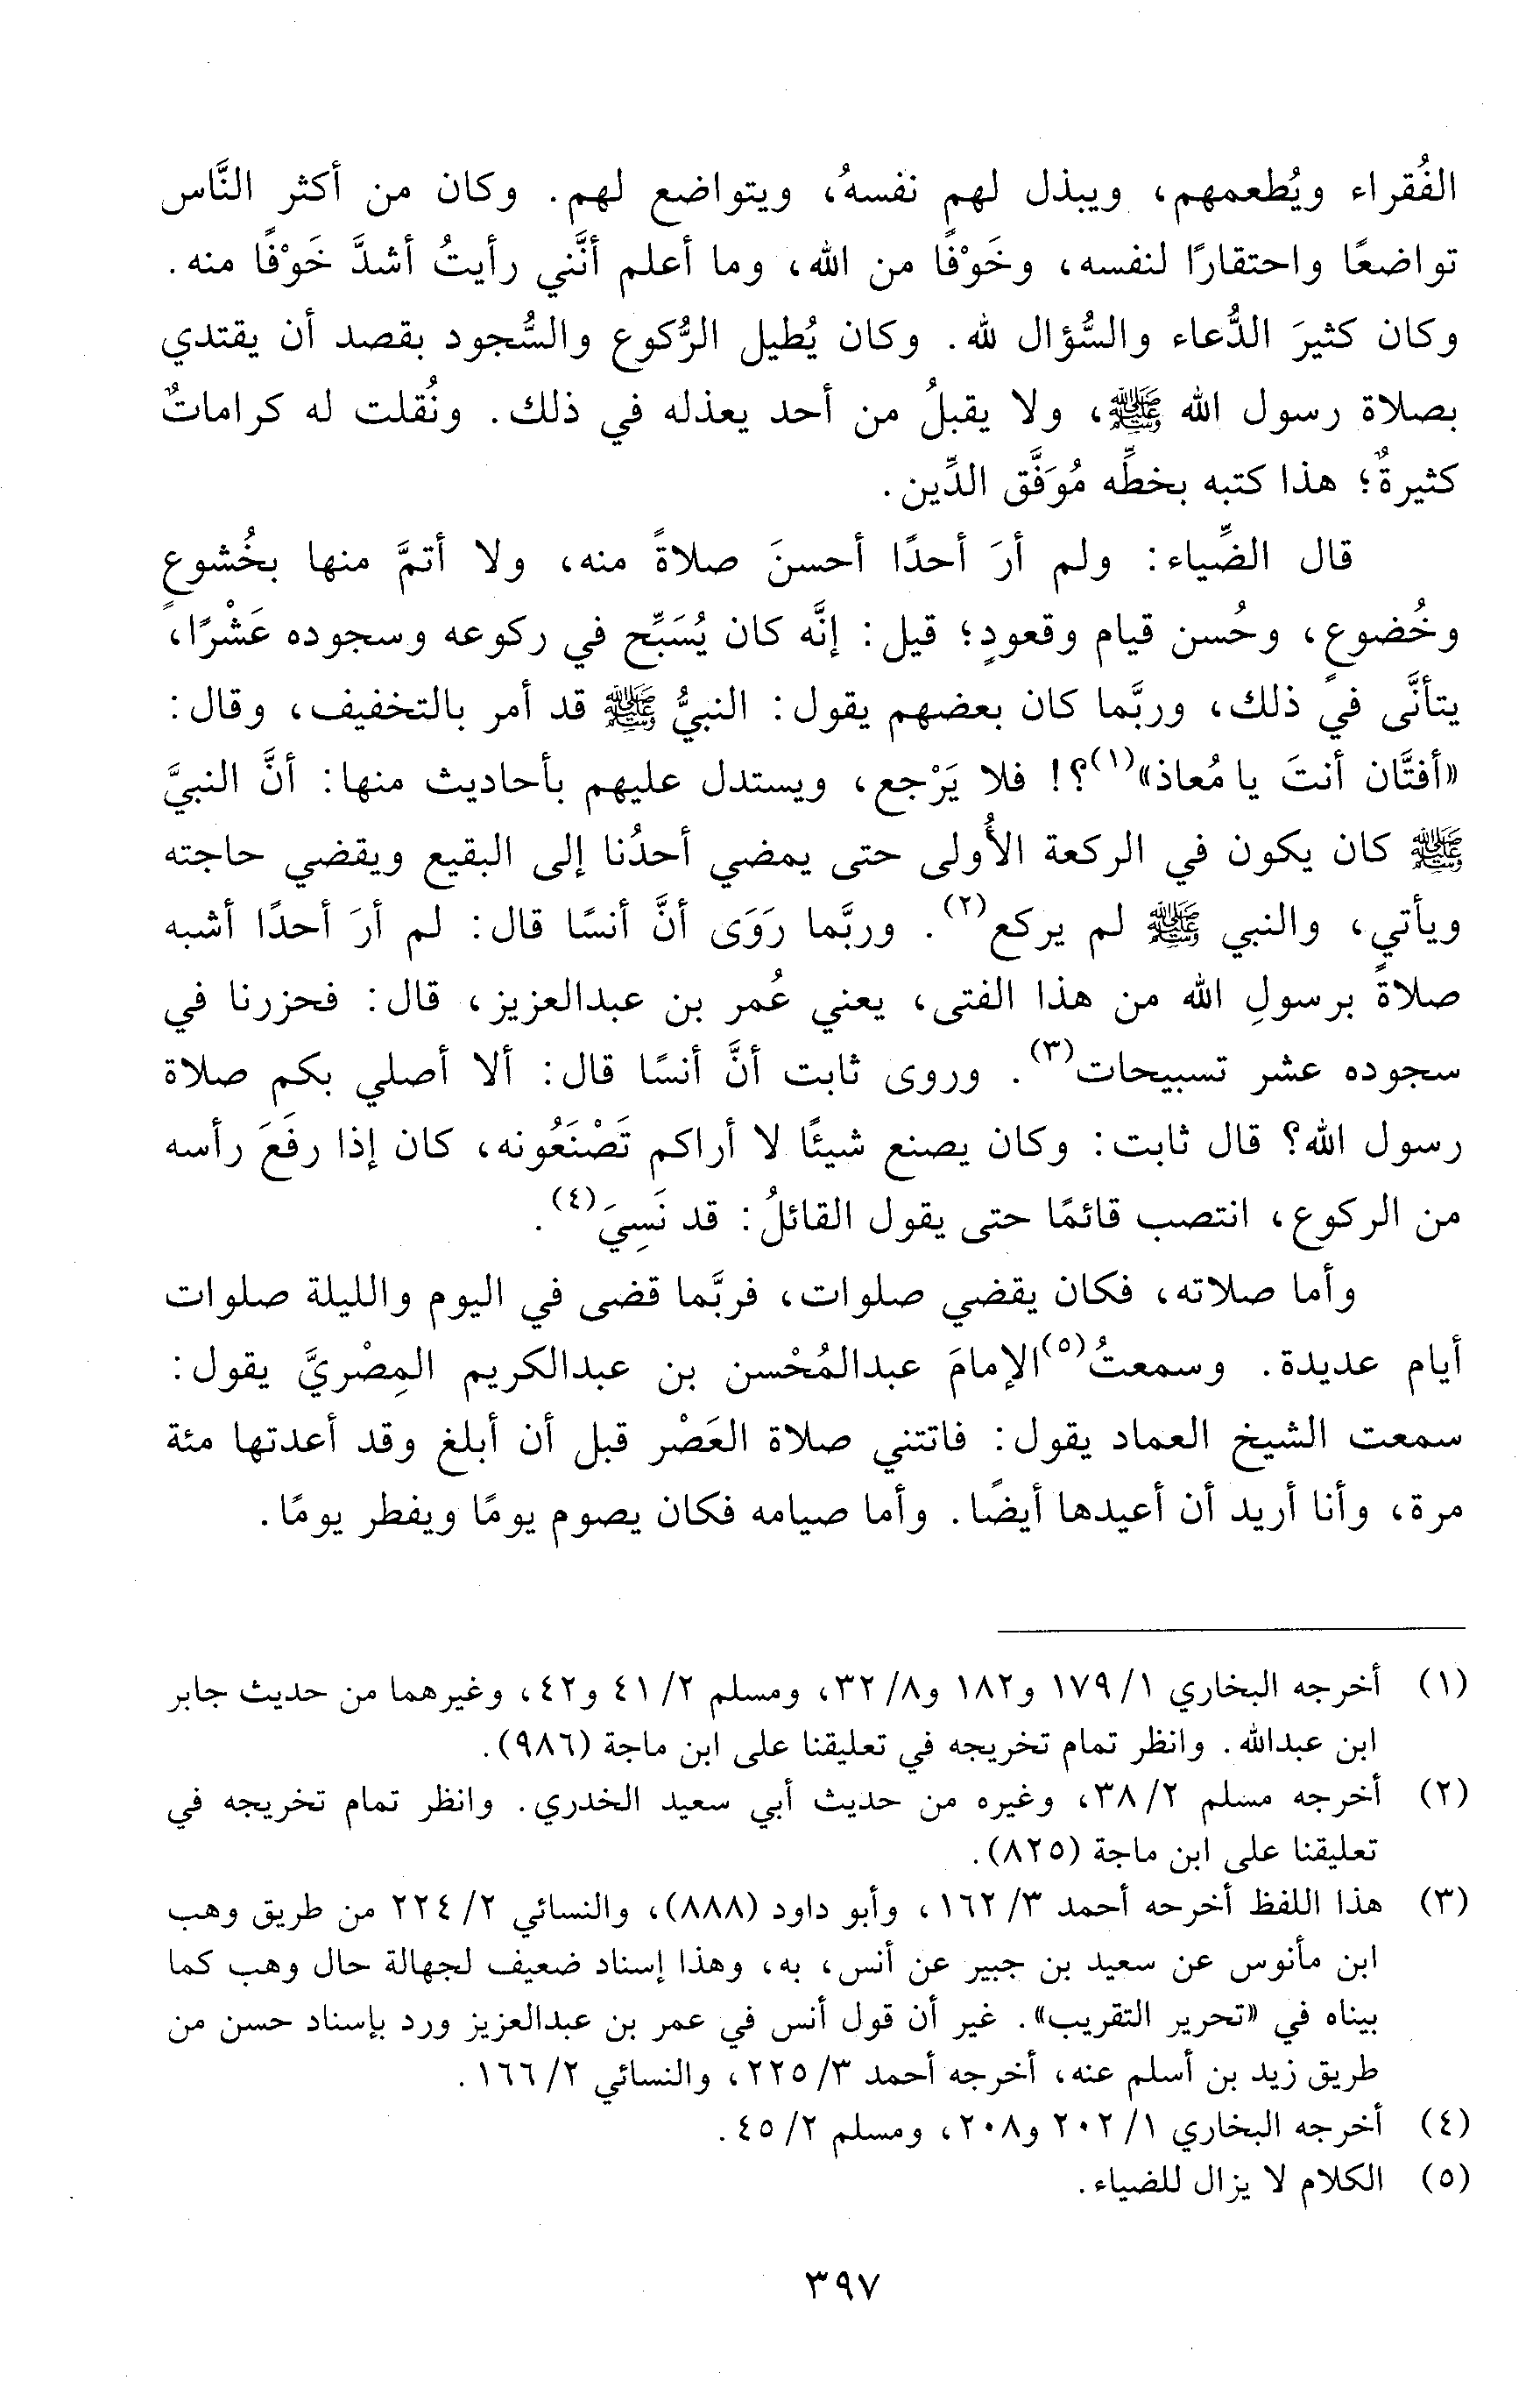 الفُقراء ويُطعمهم، ويبذل لهم نفسهُ، ويتواضع لهم. وكان من أكثر النَّاس
تواضعًا واحتقارًا لنفسه، وخَوْفًا من الله، وما أعلم أنَّني رأيتُ أشدَّ خَوْفًا منه.
وكان كثيرَ الدُّعاء والسُّؤال لله. وكان يُطيل الرُّكوع والسُّجود بقصد أن يقتدي
بصلاة رسول الله ﷺ، ولا يقبلُ من أحد يعذله في ذلك. ونُقلت له كراماتٌ
كثيرةٌ؛ هذا كتبه بخطِّه مُوَفَّق الدِّين.
قال الضِّياء: ولم أرَ أحدًا أحسنَ صلاةً منه، ولا أتمَّ منها بخُشوعٍ
وخُضوعٍ، وحُسن قيام وقعودٍ؛ قيل: إنَّه كان يُسَبِّح في ركوعه وسجوده عَشْرًا،
يتأنَّى في ذلك، وربَّما كان بعضهم يقول: النبيُّ ﷺ قد أمر بالتخفيف، وقال:
«أفتَّان أنتَ يا مُعاذ»(١)؟! فلا يَرْجع، ويستدل عليهم بأحاديث منها: أنَّ النبيَّ
ﷺ كان يكون في الركعة الأُولى حتى يمضي أحدُنا إلى البقيع ويقضي حاجته
ويأتي، والنبي ﷺ لم يركع(٢). وربَّما رَوَى أنَّ أنسًا قال: لم أرَ أحدًا أشبه
صلاةً برسولِ الله من هذا الفتى، يعني عُمر بن عبدالعزيز، قال: فحزرنا في
سجوده عشر تسبيحات(٣). وروى ثابت أنَّ أنسًا قال: ألا أصلي بكم صلاة
رسول الله؟ قال ثابت: وكان يصنع شيئًا لا أراكم تَصْنَعُونه، كان إذا رفَعَ رأسه
من الركوع، انتصب قائمًا حتى يقول القائلُ: قد نَسِيَ(٤).
وأما صلاته، فكان يقضي صلوات، فربَّما قضى في اليوم والليلة صلوات
أيام عديدة. وسمعتُ(٥) الإمامَ عبدالمُحْسن بن عبدالكريم المِصْريَّ يقول:
سمعت الشيخ العماد يقول: فاتتني صلاة العَصْر قبل أن أبلغ وقد أعدتها مئة
مرة، وأنا أريد أن أعيدها أيضًا. وأما صيامه فكان يصوم يومًا ويفطر يومًا.
(١) أخرجه البخاري ١/ ١٧٩ و١٨٢ و٨/ ٣٢، ومسلم ٢/ ٤١ و٤٢، وغيرهما من حديث جابر
ابن عبدالله. وانظر تمام تخريجه في تعليقنا على ابن ماجة (٩٨٦).
(٢) أخرجه مسلم ٢/ ٣٨، وغيره من حديث أبي سعيد الخدري. وانظر تمام تخريجه في
تعليقنا على ابن ماجة (٨٢٥).
(٣) هذا اللفظ أخرحه أحمد ٣/ ١٦٢، وأبو داود (٨٨٨)، والنسائي ٢/ ٢٢٤ من طريق وهب
ابن مأنوس عن سعيد بن جبير عن أنس، به، وهذا إسناد ضعيف لجهالة حال وهب كما
بيناه في «تحرير التقريب». غير أن قول أنس في عمر بن عبدالعزيز ورد بإسناد حسن من
طريق زيد بن أسلم عنه، أخرجه أحمد ٣/ ٢٢٥، والنسائي ٢/ ١٦٦.
(٤) أخرجه البخاري ١/ ٢٠٢ و٢٠٨، ومسلم ٢/ ٤٥.
(٥) الكلام لا يزال للضياء.
٣٩٧